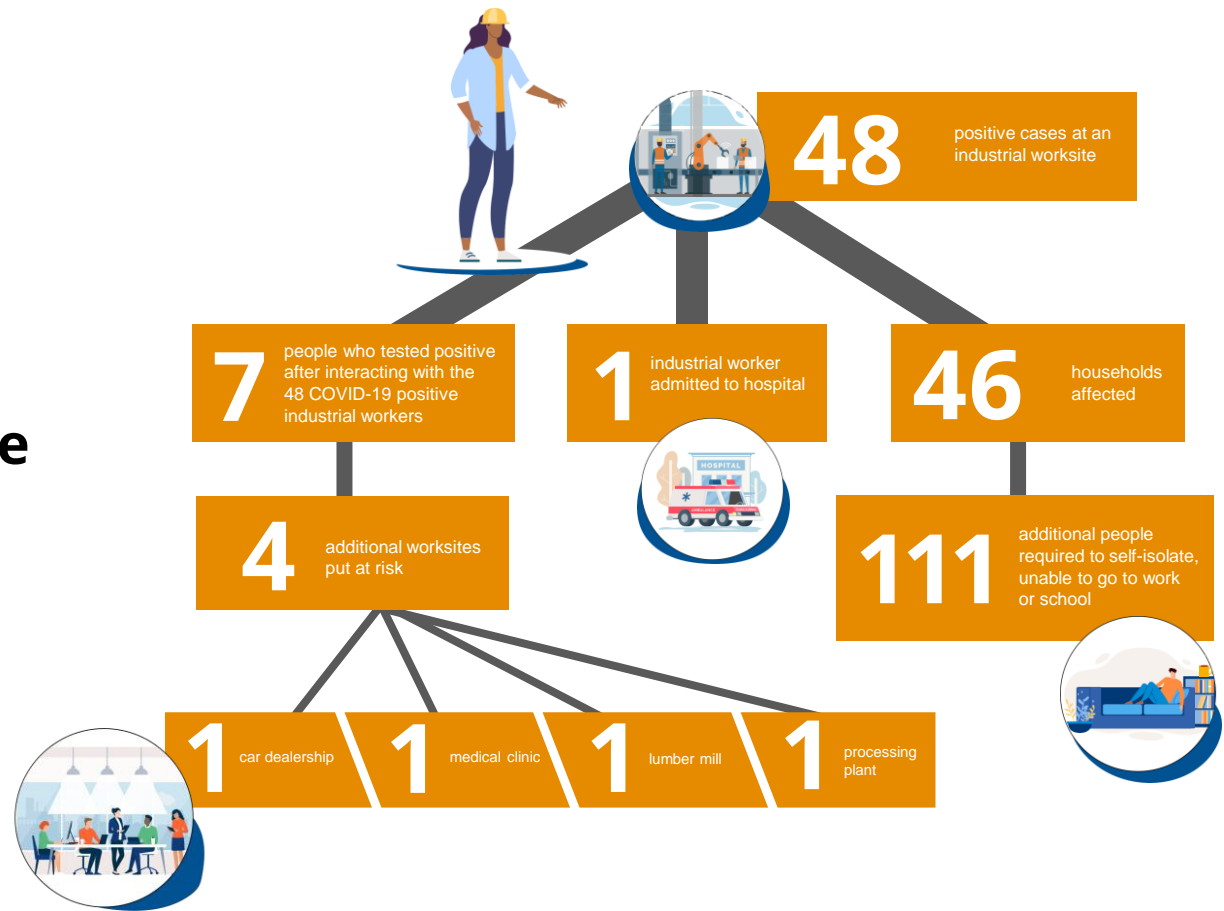 48
positive cases at an
industrial worksite
7
people who tested positive
after interacting with the
48 COVID-19 positive
industrial workers
1
industrial worker
admitted to hospital
46
households
affected
e
HOSPITAL
4
additional worksites
put at risk
111
additional people
required to self-isolate,
unable to go to work
or school
1
car dealership
1
medical clinic
1
lumber mill
1
processing
plant